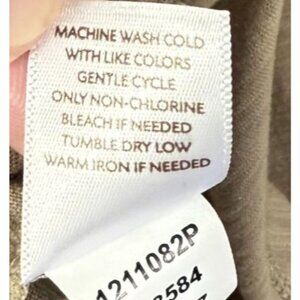 MACHINE WASH COLD
WITH LIKE COLORS
GENTLE CYCLE
ONLY NON-CHLORINE
BLEACH IF NEEDED
TUMBLE DRY LOW
WARM IRON IF NEEDED
1211082P
3584